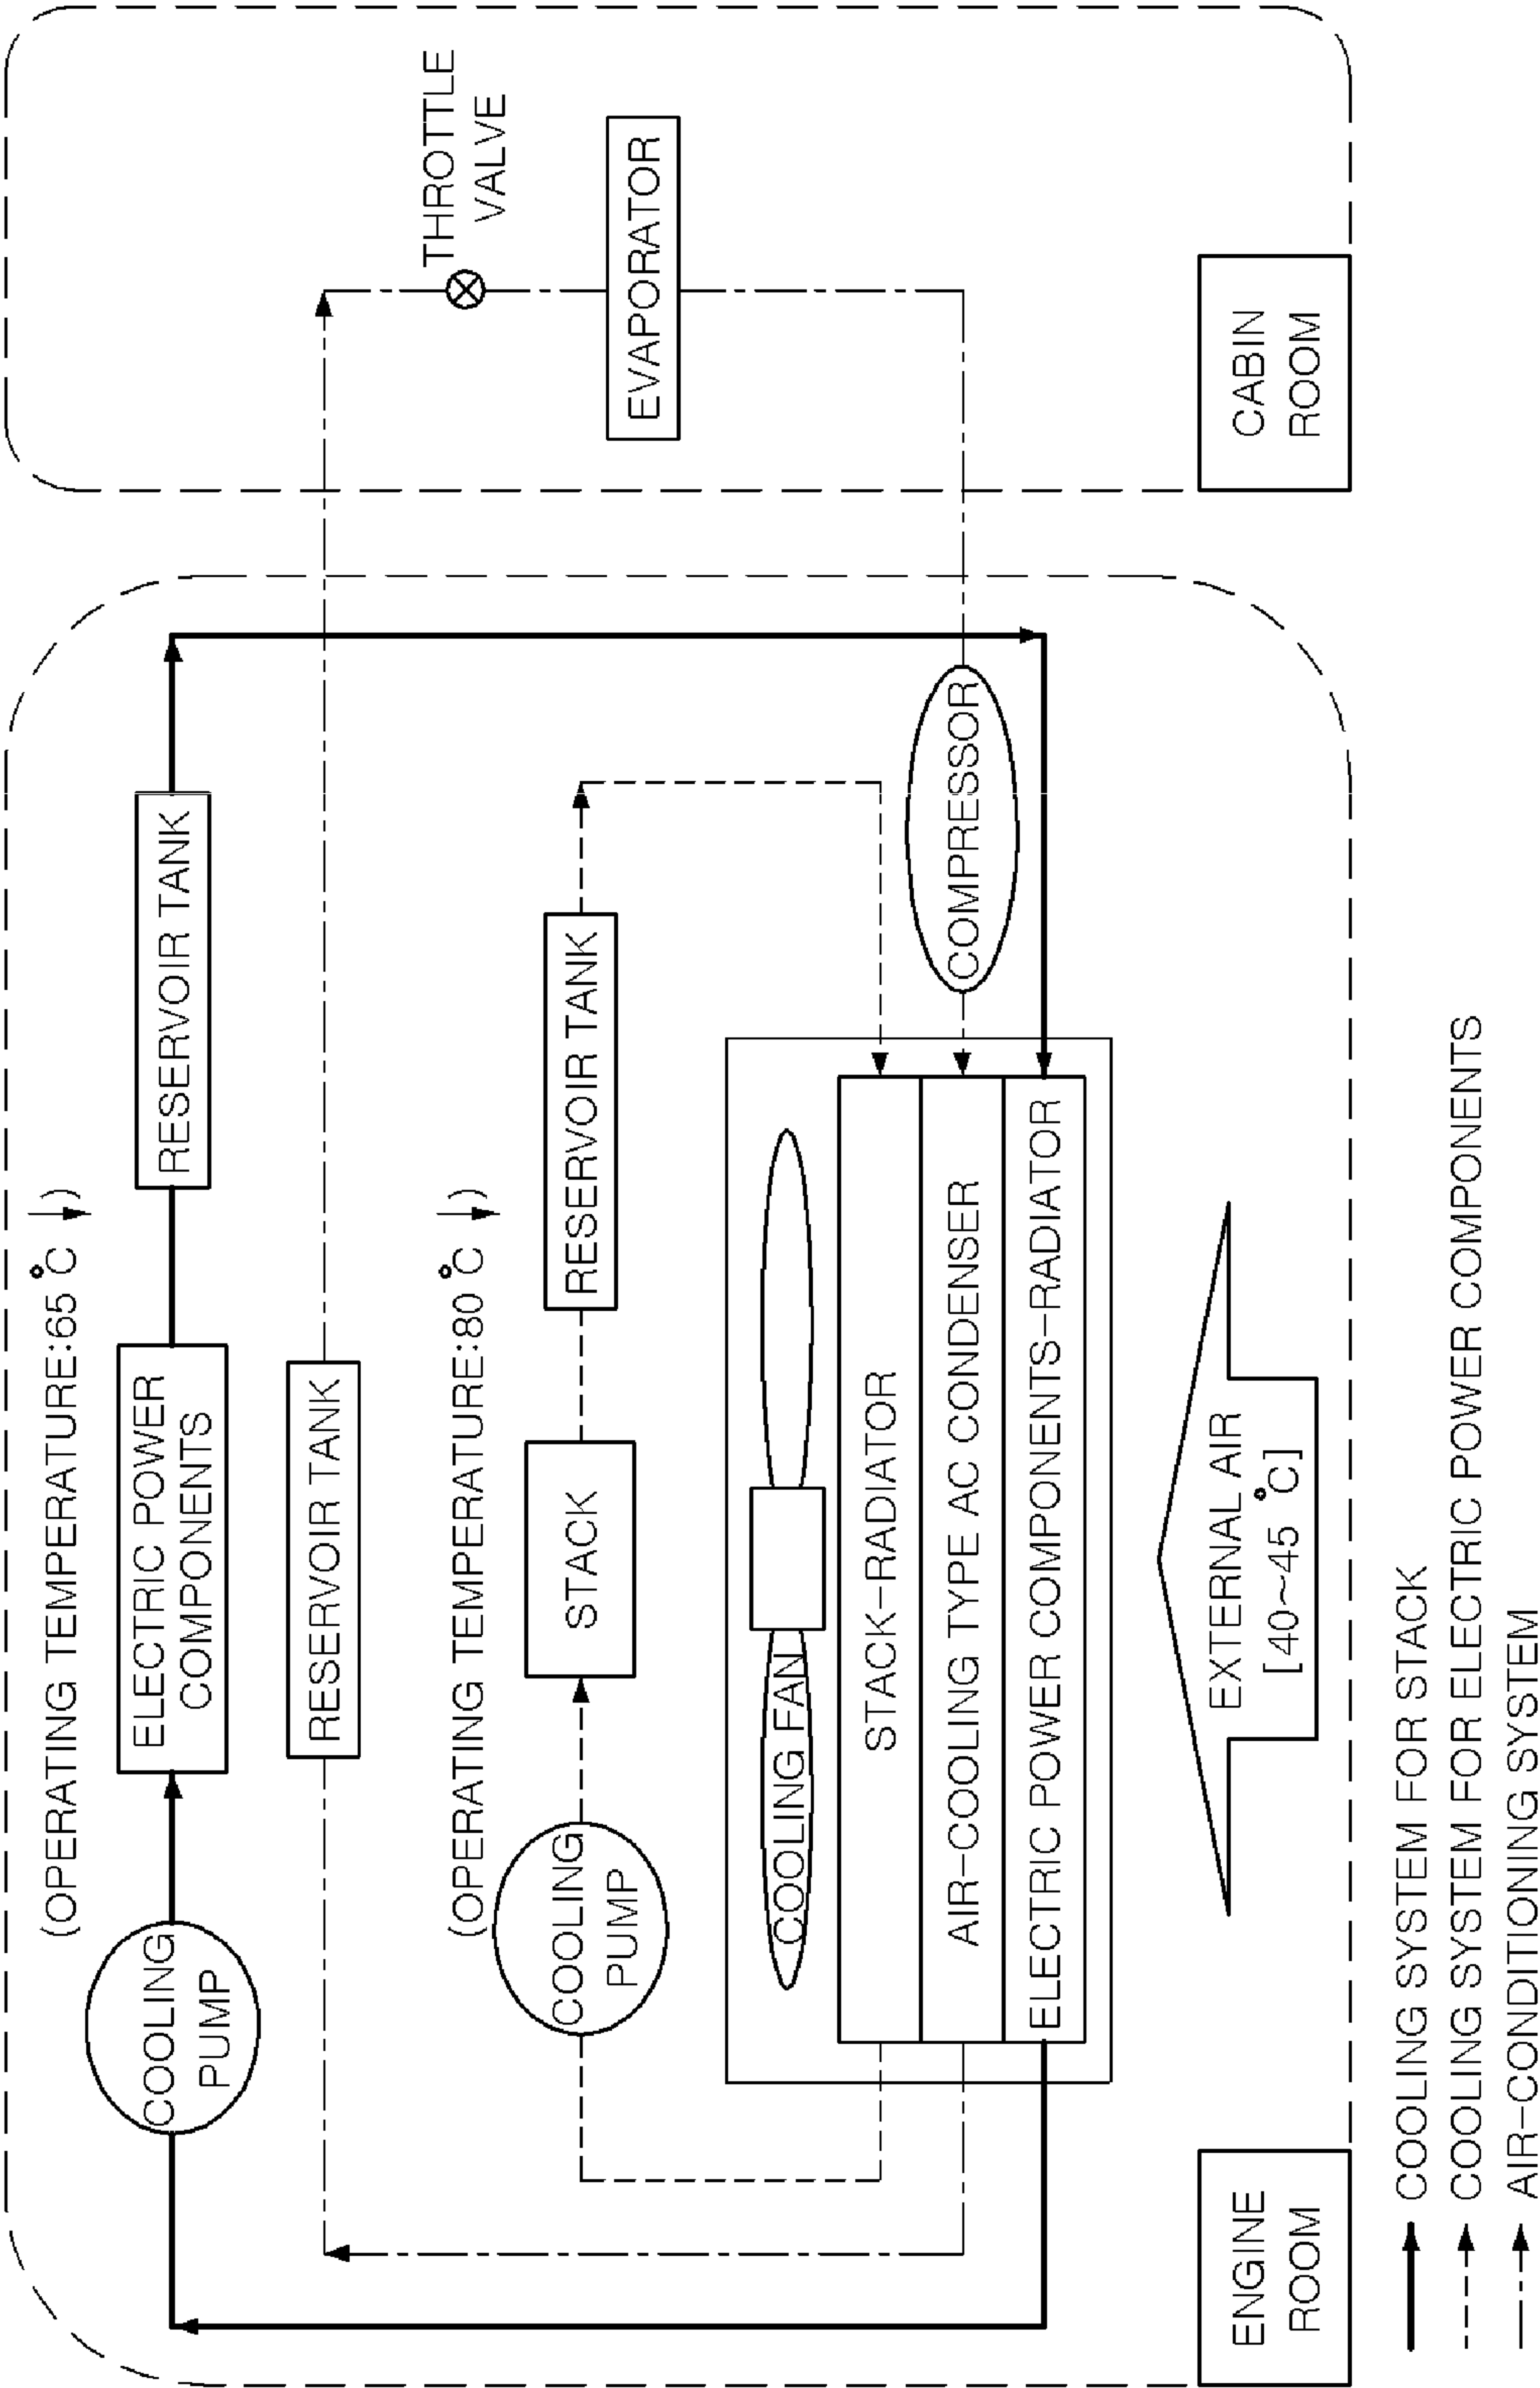 (OPERATING TEMPERATURE:65°C ↓)
COOLING
PUMP
ELECTRIC POWER
COMPONENTS
RESERVOIR TANK
RESERVOIR TANK
THROTTLE
VALVE
(OPERATING TEMPERATURE:80°C ↓)
COOLING
PUMP
STACK
RESERVOIR TANK
EVAPORATOR
COOLING FAN
STACK-RADIATOR
AIR-COOLING TYPE AC CONDENSER
ELECTRIC POWER COMPONENTS-RADIATOR
COMPRESSOR
EXTERNAL AIR
[40~45 °C]
ENGINE
ROOM
CABIN
ROOM
COOLING SYSTEM FOR STACK
COOLING SYSTEM FOR ELECTRIC POWER COMPONENTS
AIR-CONDITIONING SYSTEM